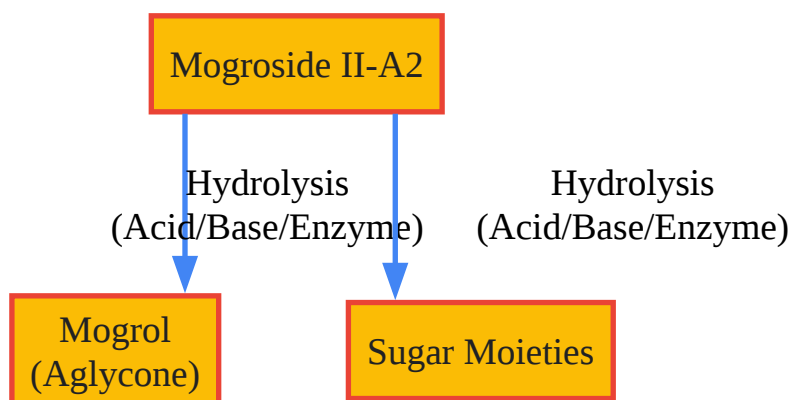 Mogroside II-A2
Hydrolysis
(Acid/Base/Enzyme)
Hydrolysis
(Acid/Base/Enzyme)
Mogrol
(Aglycone)
Sugar Moieties